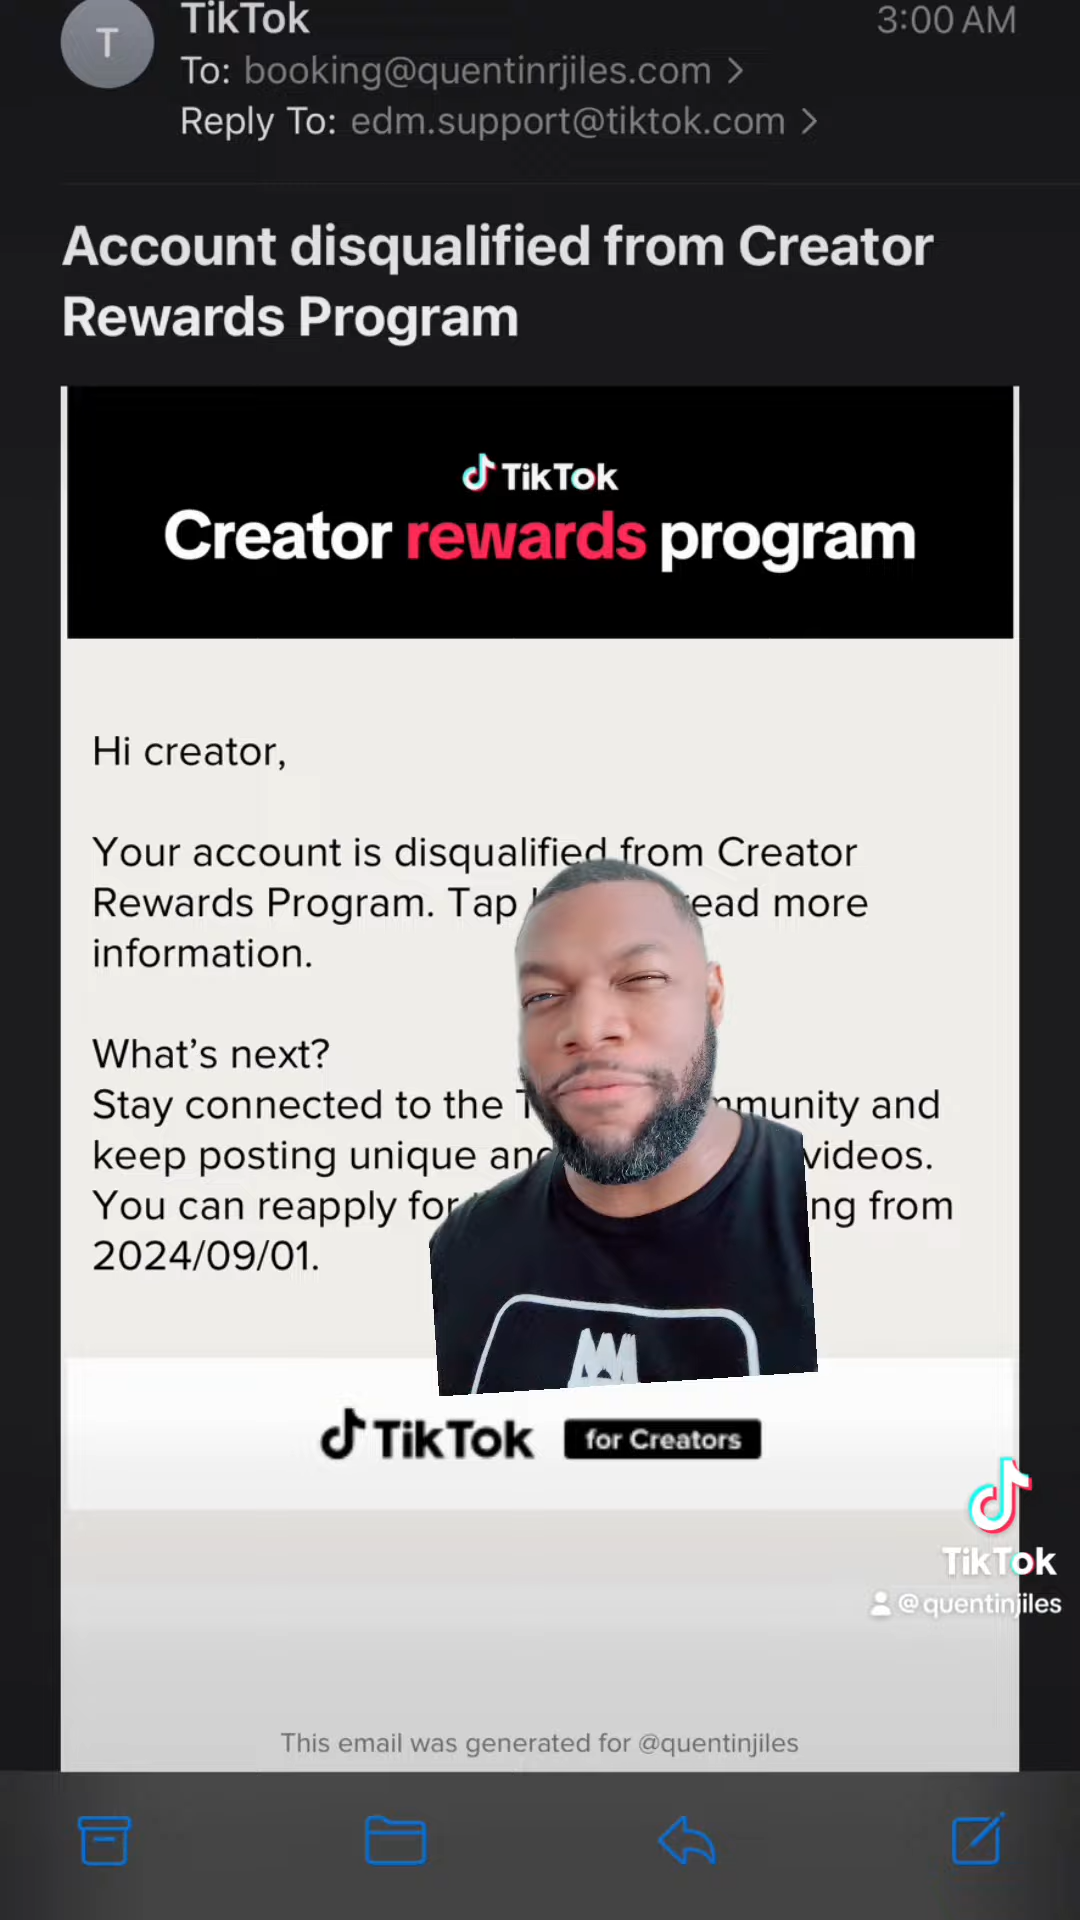 TikTok
3:00 AM
T
To: booking@quentinrjiles.com
Reply To: edm.support@tiktok.com
Account disqualified from Creator
Rewards Program
TikTok
Creator rewards program
Hi creator,
Your account is disqualified from Creator
Rewards Program. Tap read more
information.
What's next?
Stay connected to the and
keep posting unique videos.
You can reapply for from
2024/09/01.
TikTok for Creators
TikTok
@quentinjiles
This email was generated for @quentinjiles